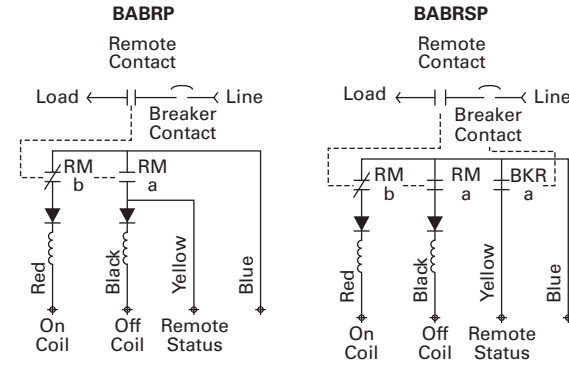 BABRP
Remote
Contact
Load
Line
Breaker
Contact
RM
b
RM
a
Red
Black
Yellow
Blue
On
Coil
Off
Coil
Remote
Status
BABRSP
Remote
Contact
Load
Line
Breaker
Contact
RM
b
RM
a
BKR
a
Red
Black
Yellow
Blue
On
Coil
Off
Coil
Remote
Status